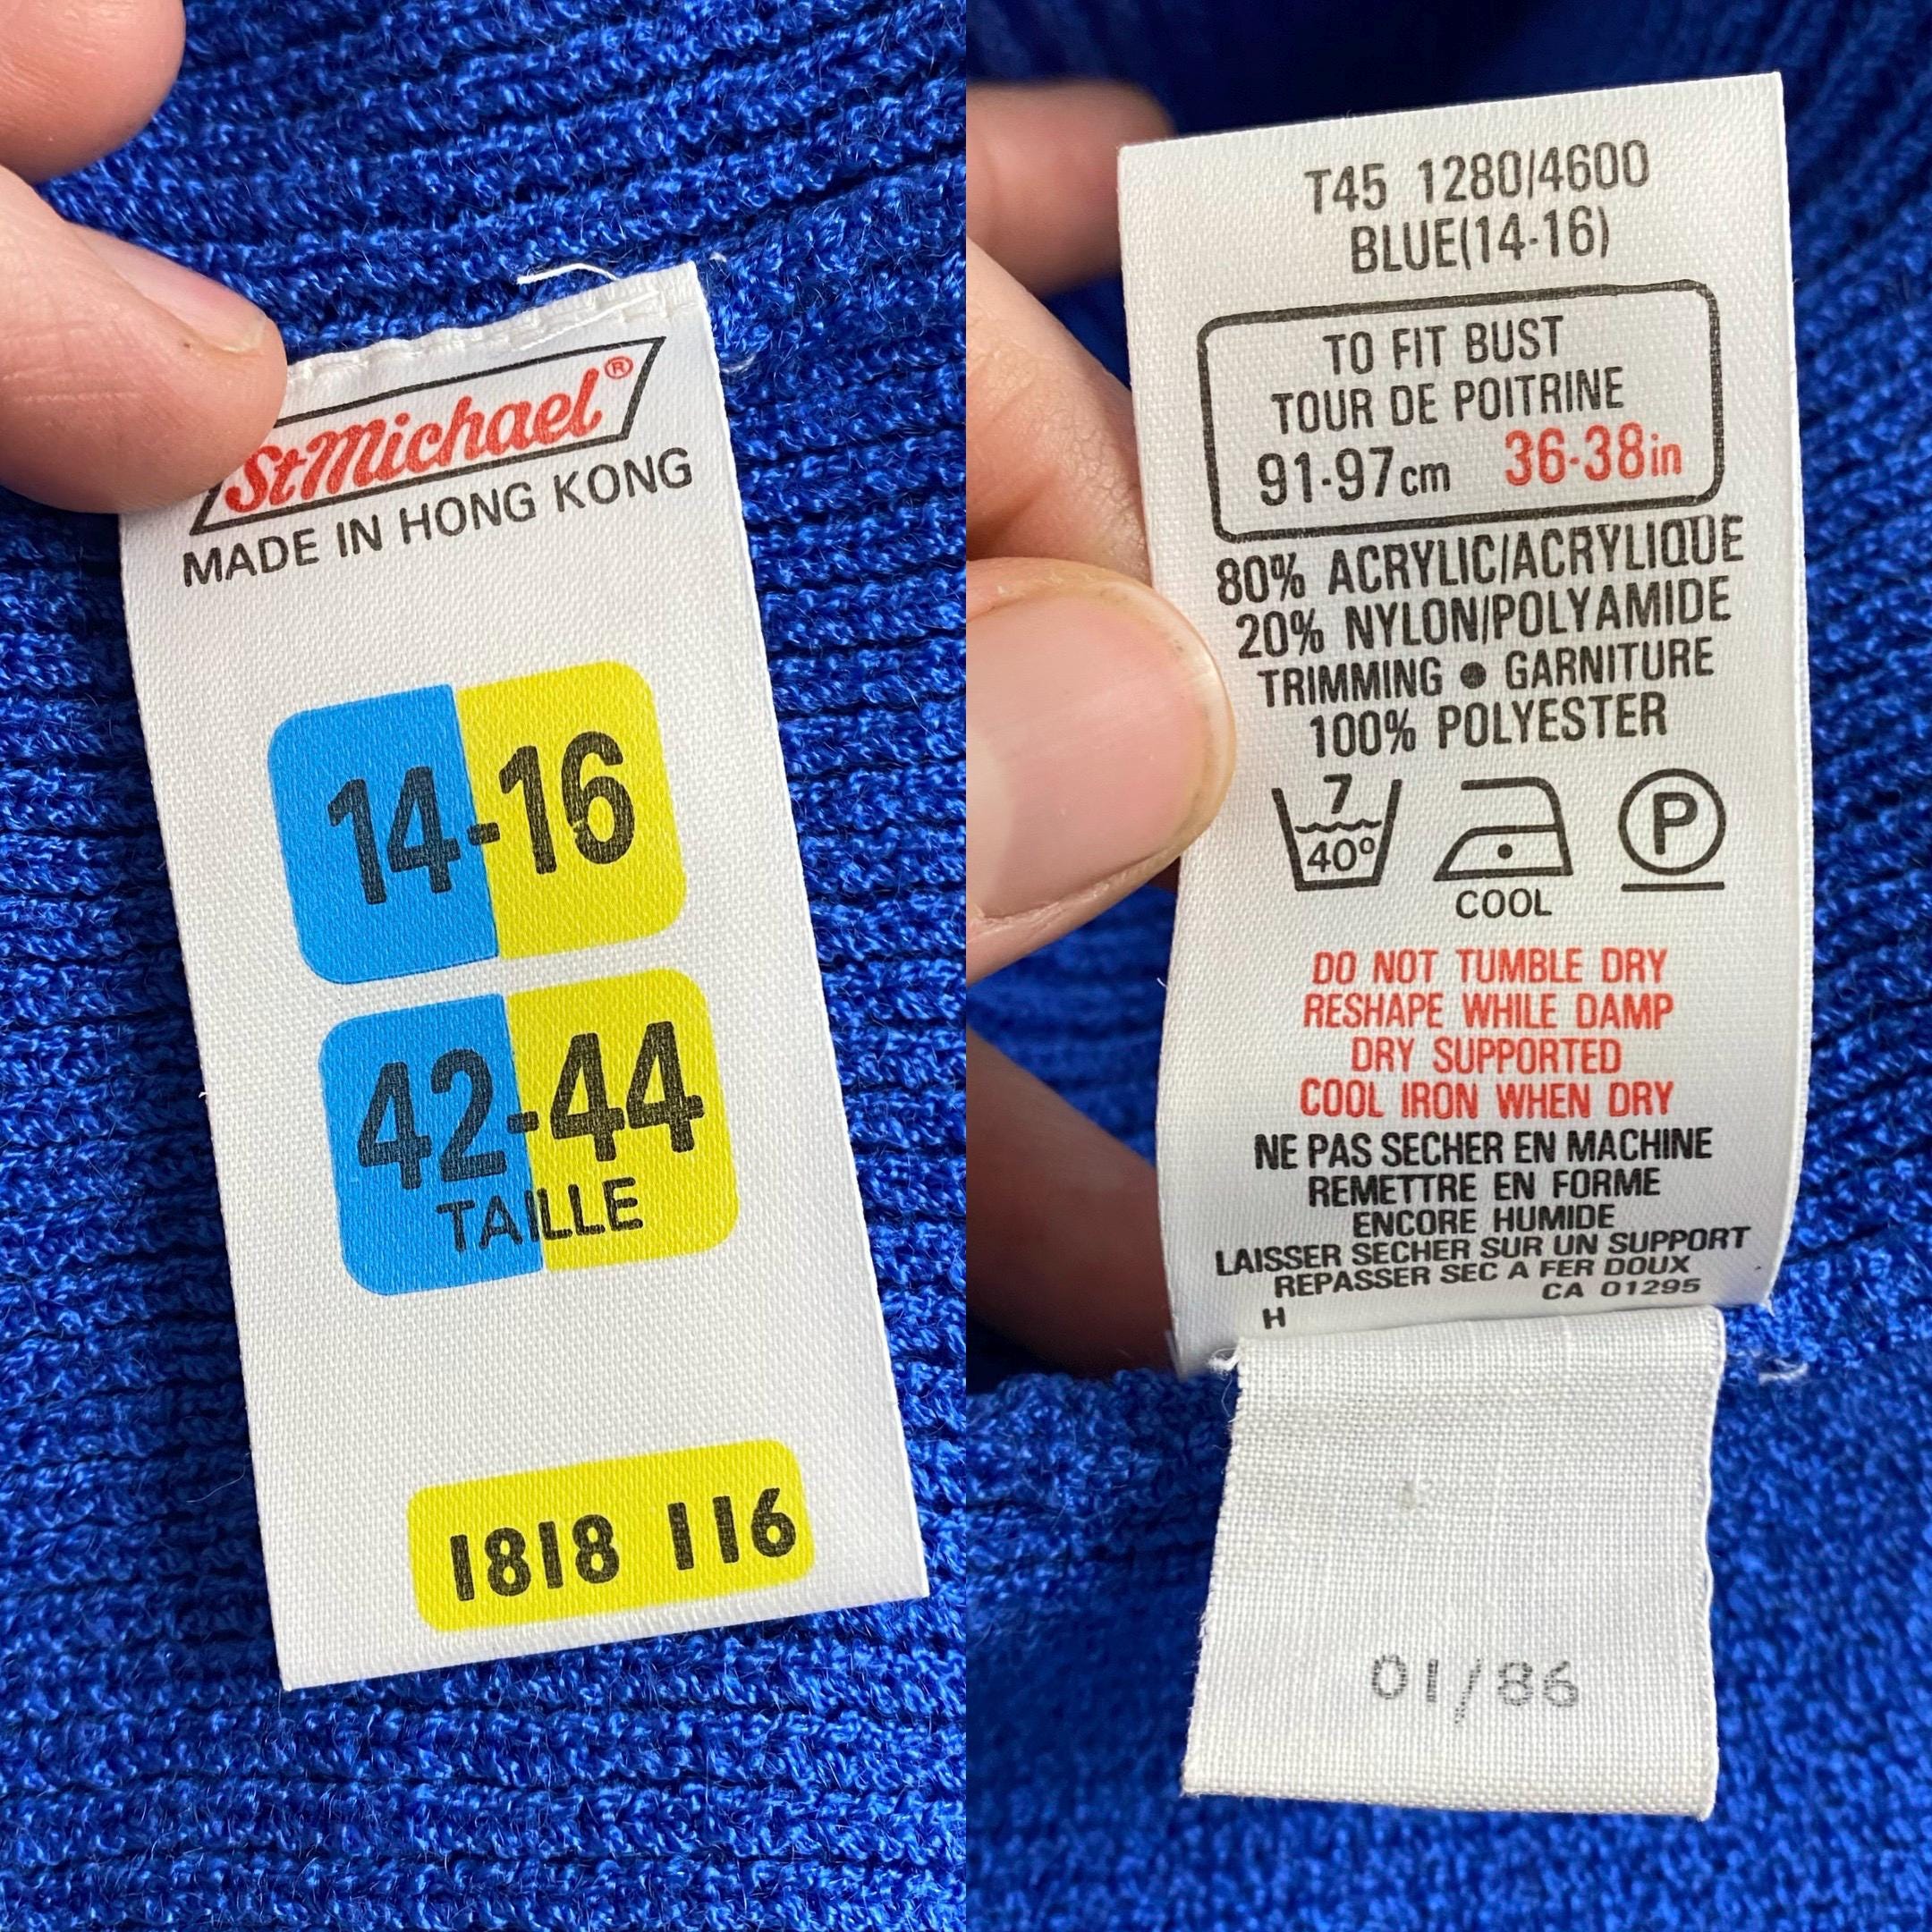 StMichael®
MADE IN HONG KONG
14-16
42-44
TAILLE
1818 116
T45 1280/4600
BLUE(14-16)
TO FIT BUST
TOUR DE POITRINE
91-97cm 36-38in
80% ACRYLIC/ACRYLIQUE
20% NYLON/POLYAMIDE
TRIMMING ● GARNITURE
100% POLYESTER
7
40°
COOL
P
DO NOT TUMBLE DRY
RESHAPE WHILE DAMP
DRY SUPPORTED
COOL IRON WHEN DRY
NE PAS SECHER EN MACHINE
REMETTRE EN FORME
ENCORE HUMIDE
LAISSER SECHER SUR UN SUPPORT
REPASSER SEC A FER DOUX
CA 01295
H
01/86